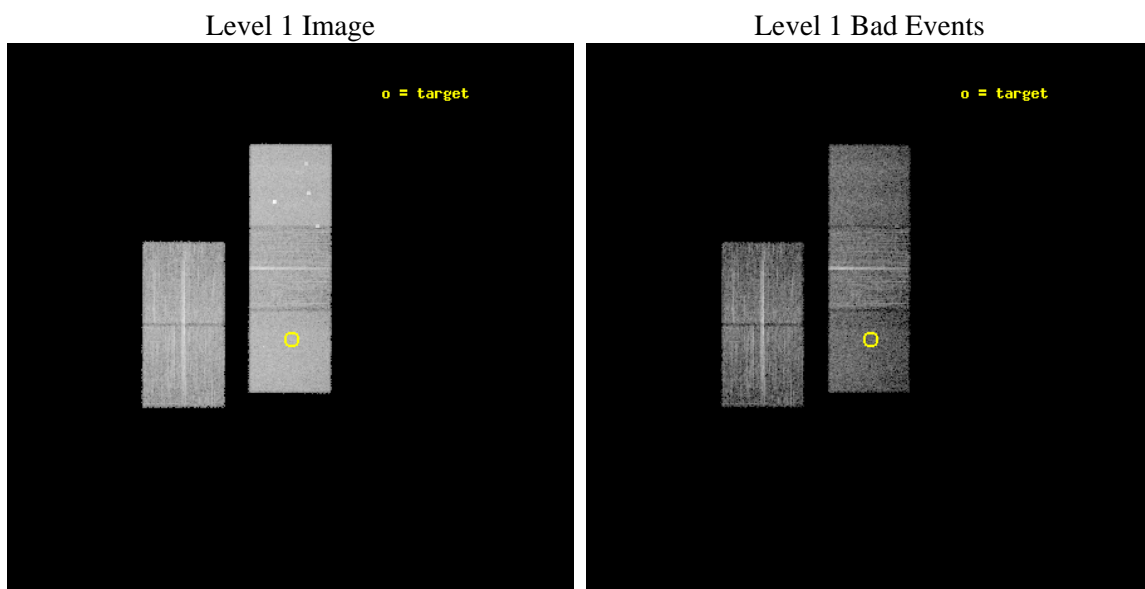 Level 1 Image
Level 1 Bad Events
o = target
o = target